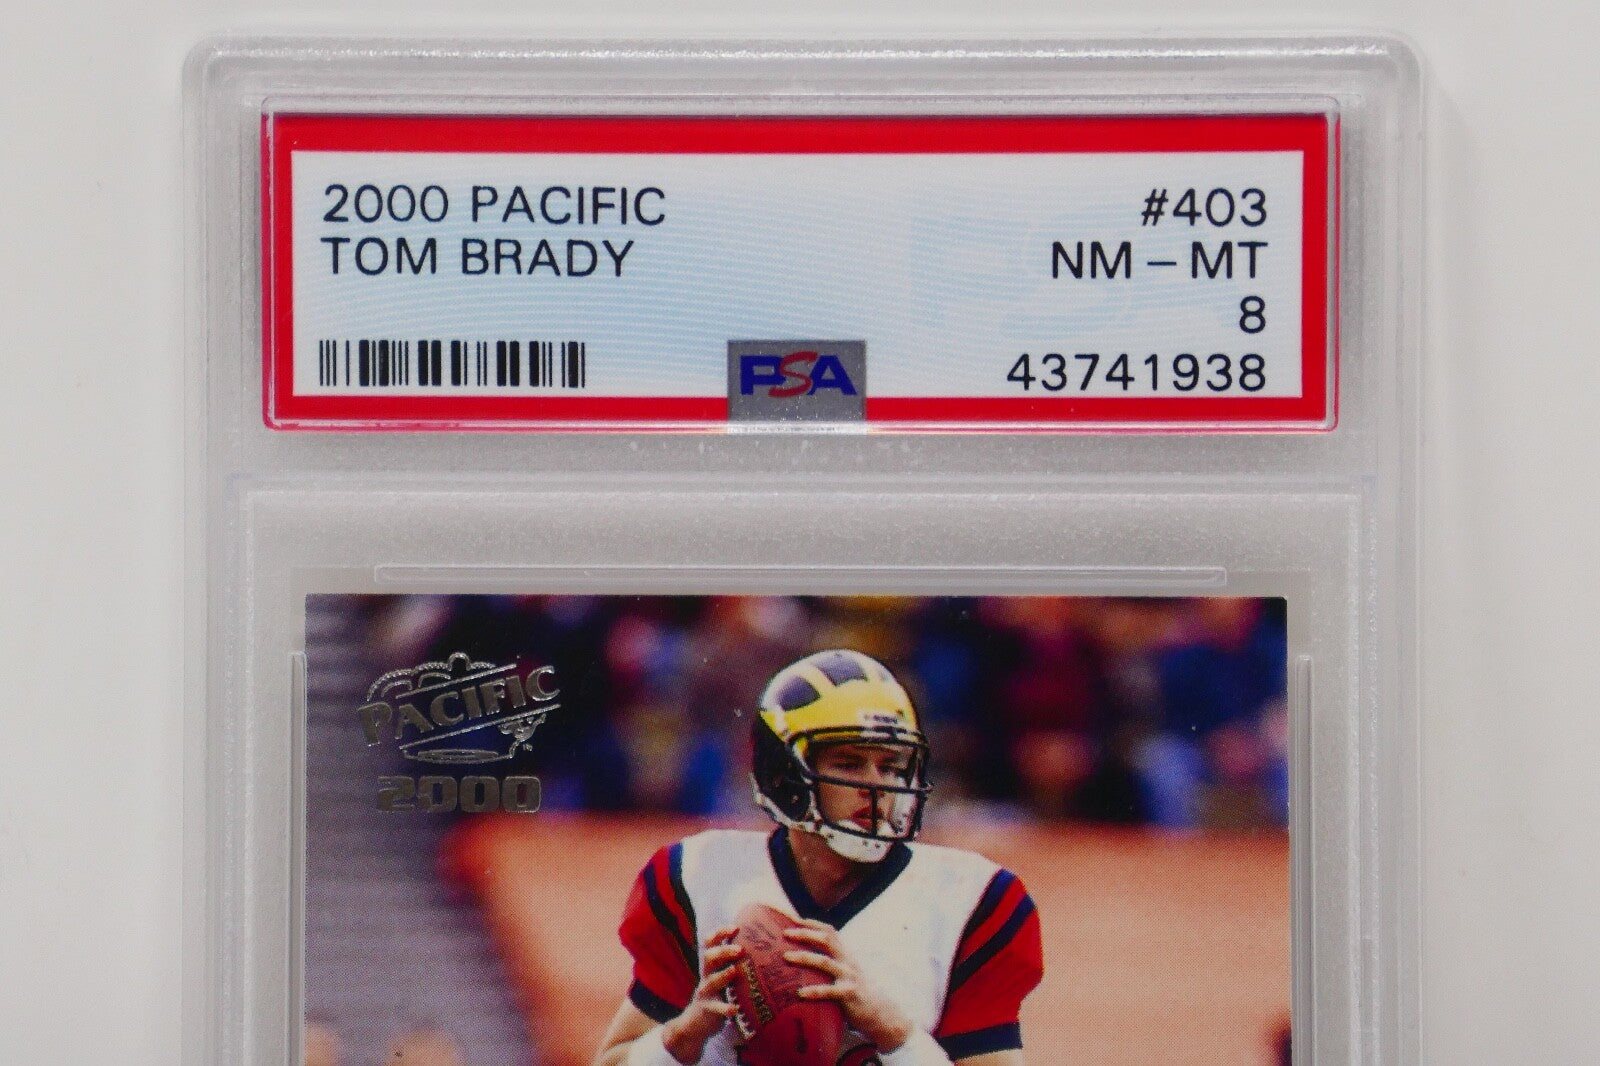 2000 PACIFIC
TOM BRADY
#403
NM – MT
8
43741938
PSA
PACIFIC
2000